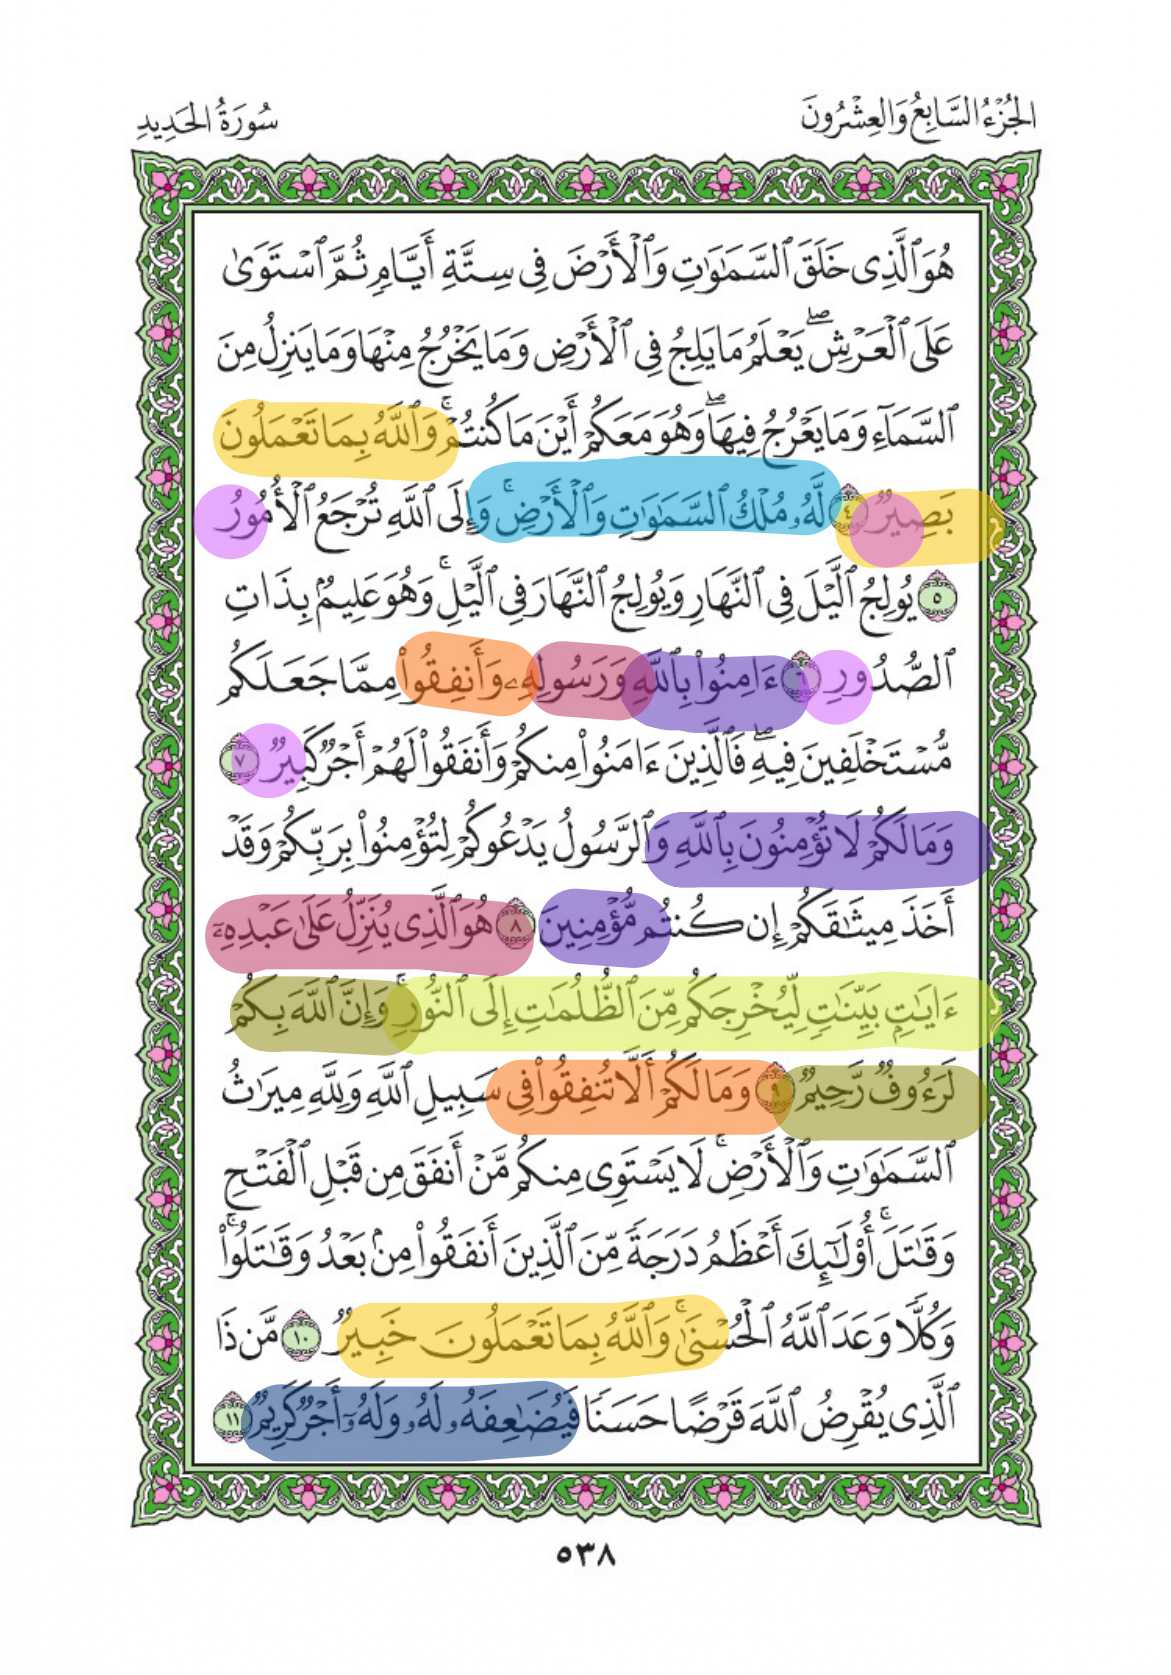 الجُزْءُ السَّابِعُ وَالعِشْرُونَ
سُورَةُ الحَدِيدِ
هُوَ ٱلَّذِى خَلَقَ ٱلسَّمَٰوَٰتِ وَٱلْأَرْضَ فِى سِتَّةِ أَيَّامٍ ثُمَّ ٱسْتَوَىٰ
عَلَى ٱلْعَرْشِ ۖ يَعْلَمُ مَا يَلِجُ فِى ٱلْأَرْضِ وَمَا يَخْرُجُ مِنْهَا وَمَا يَنزِلُ مِنَ
ٱلسَّمَآءِ وَمَا يَعْرُجُ فِيهَا ۖ وَهُوَ مَعَكُمْ أَيْنَ مَا كُنتُمْ ۚ وَٱللَّهُ بِمَا تَعْمَلُونَ
بَصِيرٌ ٤ لَّهُۥ مُلْكُ ٱلسَّمَٰوَٰتِ وَٱلْأَرْضِ ۚ وَإِلَى ٱللَّهِ تُرْجَعُ ٱلْأُمُورُ
٥ يُولِجُ ٱلَّيْلَ فِى ٱلنَّهَارِ وَيُولِجُ ٱلنَّهَارَ فِى ٱلَّيْلِ ۚ وَهُوَ عَلِيمٌۢ بِذَاتِ
ٱلصُّدُورِ ٦ ءَامِنُوا۟ بِٱللَّهِ وَرَسُولِهِۦ وَأَنفِقُوا۟ مِمَّا جَعَلَكُم
مُّسْتَخْلَفِينَ فِيهِ ۖ فَٱلَّذِينَ ءَامَنُوا۟ مِنكُمْ وَأَنفَقُوا۟ لَهُمْ أَجْرٌ كَبِيرٌ ٧
وَمَا لَكُمْ لَا تُؤْمِنُونَ بِٱللَّهِ ۙ وَٱلرَّسُولُ يَدْعُوكُمْ لِتُؤْمِنُوا۟ بِرَبِّكُمْ وَقَدْ
أَخَذَ مِيثَٰقَكُمْ إِن كُنتُم مُّؤْمِنِينَ ٨ هُوَ ٱلَّذِى يُنَزِّلُ عَلَىٰ عَبْدِهِۦٓ
ءَايَٰتٍۭ بَيِّنَٰتٍ لِّيُخْرِجَكُم مِّنَ ٱلظُّلُمَٰتِ إِلَى ٱلنُّورِ ۚ وَإِنَّ ٱللَّهَ بِكُمْ
لَرَءُوفٌ رَّحِيمٌ ٩ وَمَا لَكُمْ أَلَّا تُنفِقُوا۟ فِى سَبِيلِ ٱللَّهِ وَلِلَّهِ مِيرَٰثُ
ٱلسَّمَٰوَٰتِ وَٱلْأَرْضِ ۚ لَا يَسْتَوِى مِنكُم مَّنْ أَنفَقَ مِن قَبْلِ ٱلْفَتْحِ
وَقَٰتَلَ ۚ أُو۟لَٰٓئِكَ أَعْظَمُ دَرَجَةً مِّنَ ٱلَّذِينَ أَنفَقُوا۟ مِنۢ بَعْدُ وَقَٰتَلُوا۟ ۚ
وَكُلًّا وَعَدَ ٱللَّهُ ٱلْحُسْنَىٰ ۚ وَٱللَّهُ بِمَا تَعْمَلُونَ خَبِيرٌ ١٠ مَّن ذَا
ٱلَّذِى يُقْرِضُ ٱللَّهَ قَرْضًا حَسَنًا فَيُضَٰعِفَهُۥ لَهُۥ وَلَهُۥٓ أَجْرٌ كَرِيمٌ ١١
٥٣٨